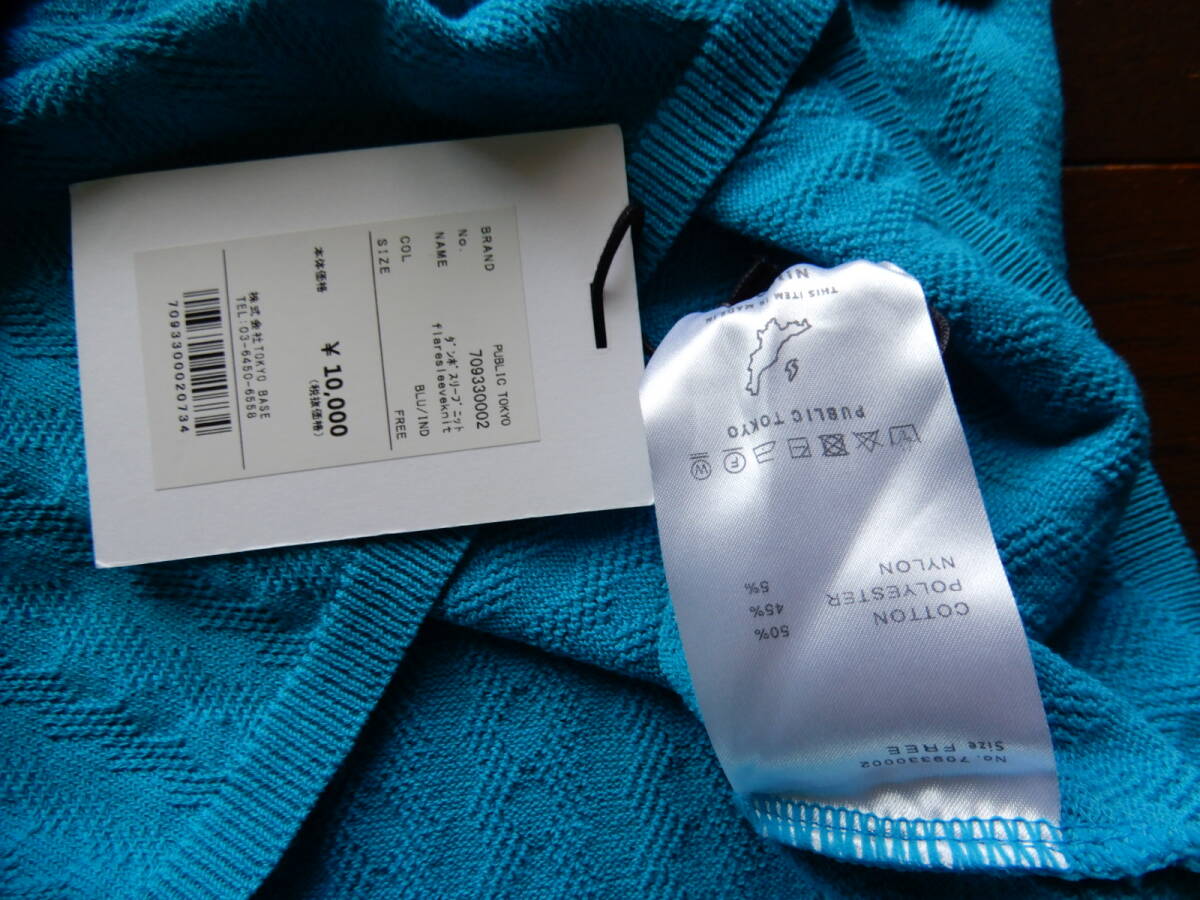 BRAND PUBLIC TOKYO
No. 709330002
NAME ダンボスリーブニット
flaresleeveknit
COL BLU/IND
SIZE FREE
本体価格 ¥ 10,000
(税抜価格)
株式会社TOKYO BASE
TEL:03-6450-6558
7093300020734
No. 709330002
Size FREE
COTTON 50%
POLYESTER 45%
NYLON 5%
W F
PUBLIC TOKYO
THIS ITEM IS MADE IN